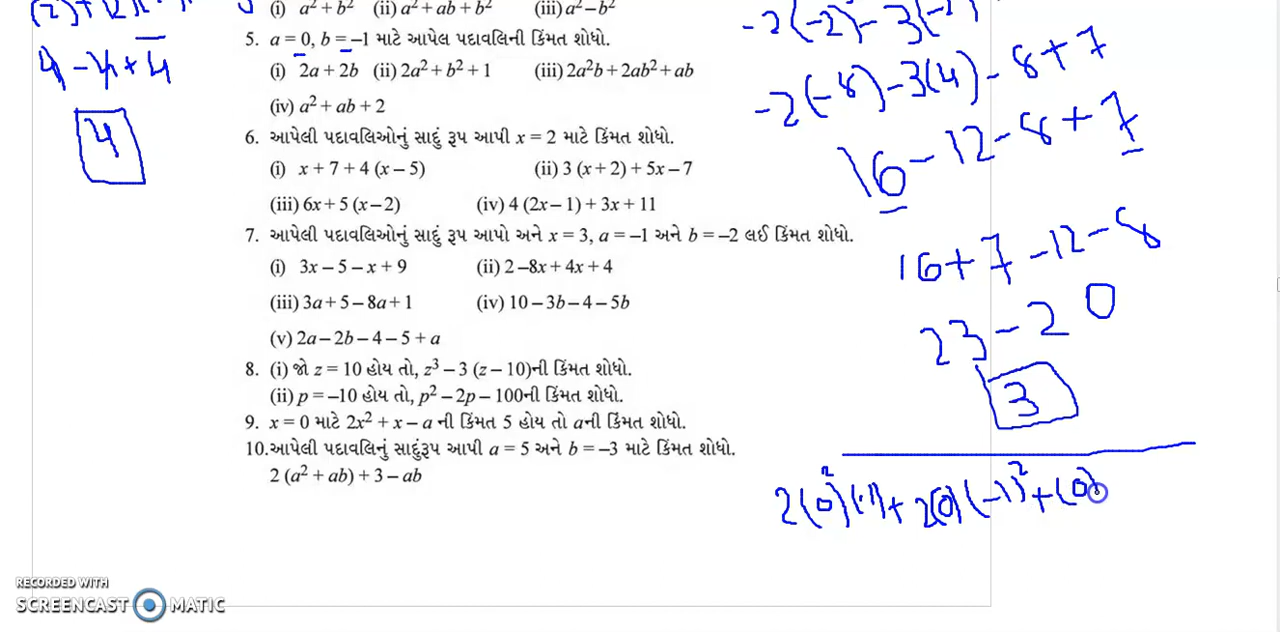 (i) a² + b² (ii) a² + ab + b² (iii) a² – b²
5. a = 0, b = –1 માટે આપેલ પદાવલિની કિંમત શોધો.
(i) 2a + 2b (ii) 2a² + b² + 1 (iii) 2a²b + 2ab² + ab
(iv) a² + ab + 2
6. આપેલી પદાવલિઓનું સાદું રૂપ આપી x = 2 માટે કિંમત શોધો.
(i) x + 7 + 4 (x – 5) (ii) 3 (x + 2) + 5x – 7
(iii) 6x + 5 (x – 2) (iv) 4 (2x – 1) + 3x + 11
7. આપેલી પદાવલિઓનું સાદું રૂપ આપો અને x = 3, a = –1 અને b = –2 લઈ કિંમત શોધો.
(i) 3x – 5 – x + 9 (ii) 2 –8x + 4x + 4
(iii) 3a + 5 – 8a + 1 (iv) 10 – 3b – 4 – 5b
(v) 2a – 2b – 4 – 5 + a
8. (i) જો z = 10 હોય તો, z³ – 3 (z – 10)ની કિંમત શોધો.
(ii) p = –10 હોય તો, p² – 2p – 100ની કિંમત શોધો.
9. x = 0 માટે 2x² + x – a ની કિંમત 5 હોય તો aની કિંમત શોધો.
10.આપેલી પદાવલિનું સાદુંરૂપ આપી a = 5 અને b = –3 માટે કિંમત શોધો.
2 (a² + ab) + 3 – ab
4 - 4 + 4
4
-2(-8) - 3(4) - 8 + 7
16 - 12 - 8 + 7
16 + 7 - 12 - 8
23 - 20
3
2(0)²(-1) + 2(0)(-1)² + (0)
RECORDED WITH
SCREENCAST MATIC